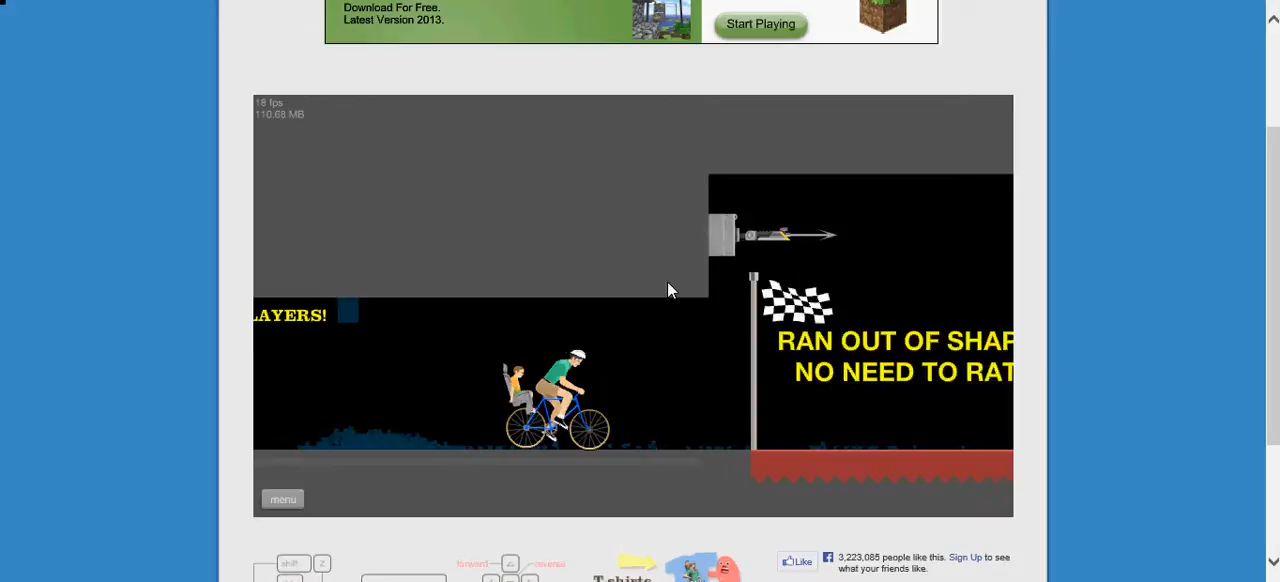 Download For Free.
Latest Version 2013.
Start Playing
18 fps
110.68 MB
LAYERS!
RAN OUT OF SHAP
NO NEED TO RAT
menu
shift
Z
forward
reverse
T-shirts
Like
3,223,085 people like this. Sign Up to see
what your friends like.